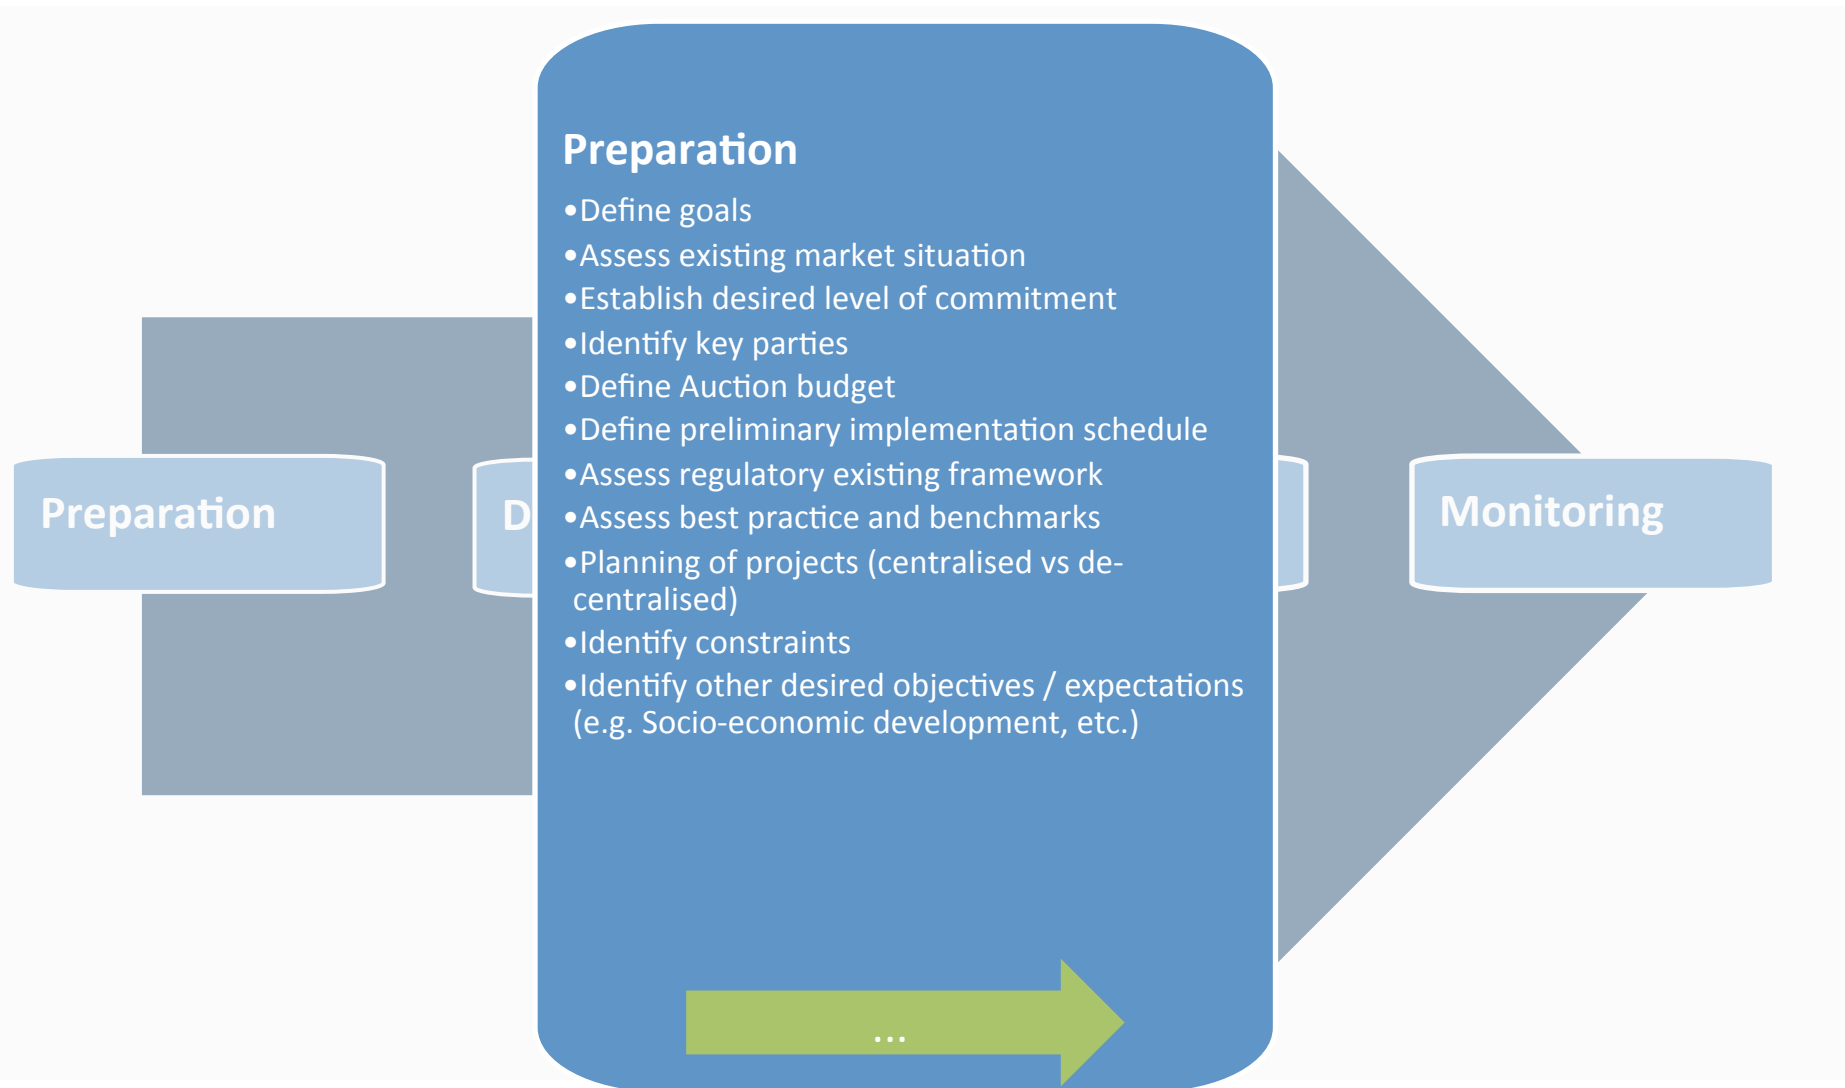 Preparation
•Define goals
•Assess existing market situation
•Establish desired level of commitment
•Identify key parties
•Define Auction budget
•Define preliminary implementation schedule
•Assess regulatory existing framework
•Assess best practice and benchmarks
•Planning of projects (centralised vs de-
centralised)
•Identify constraints
•Identify other desired objectives / expectations
(e.g. Socio-economic development, etc.)
...
Preparation
D
Monitoring